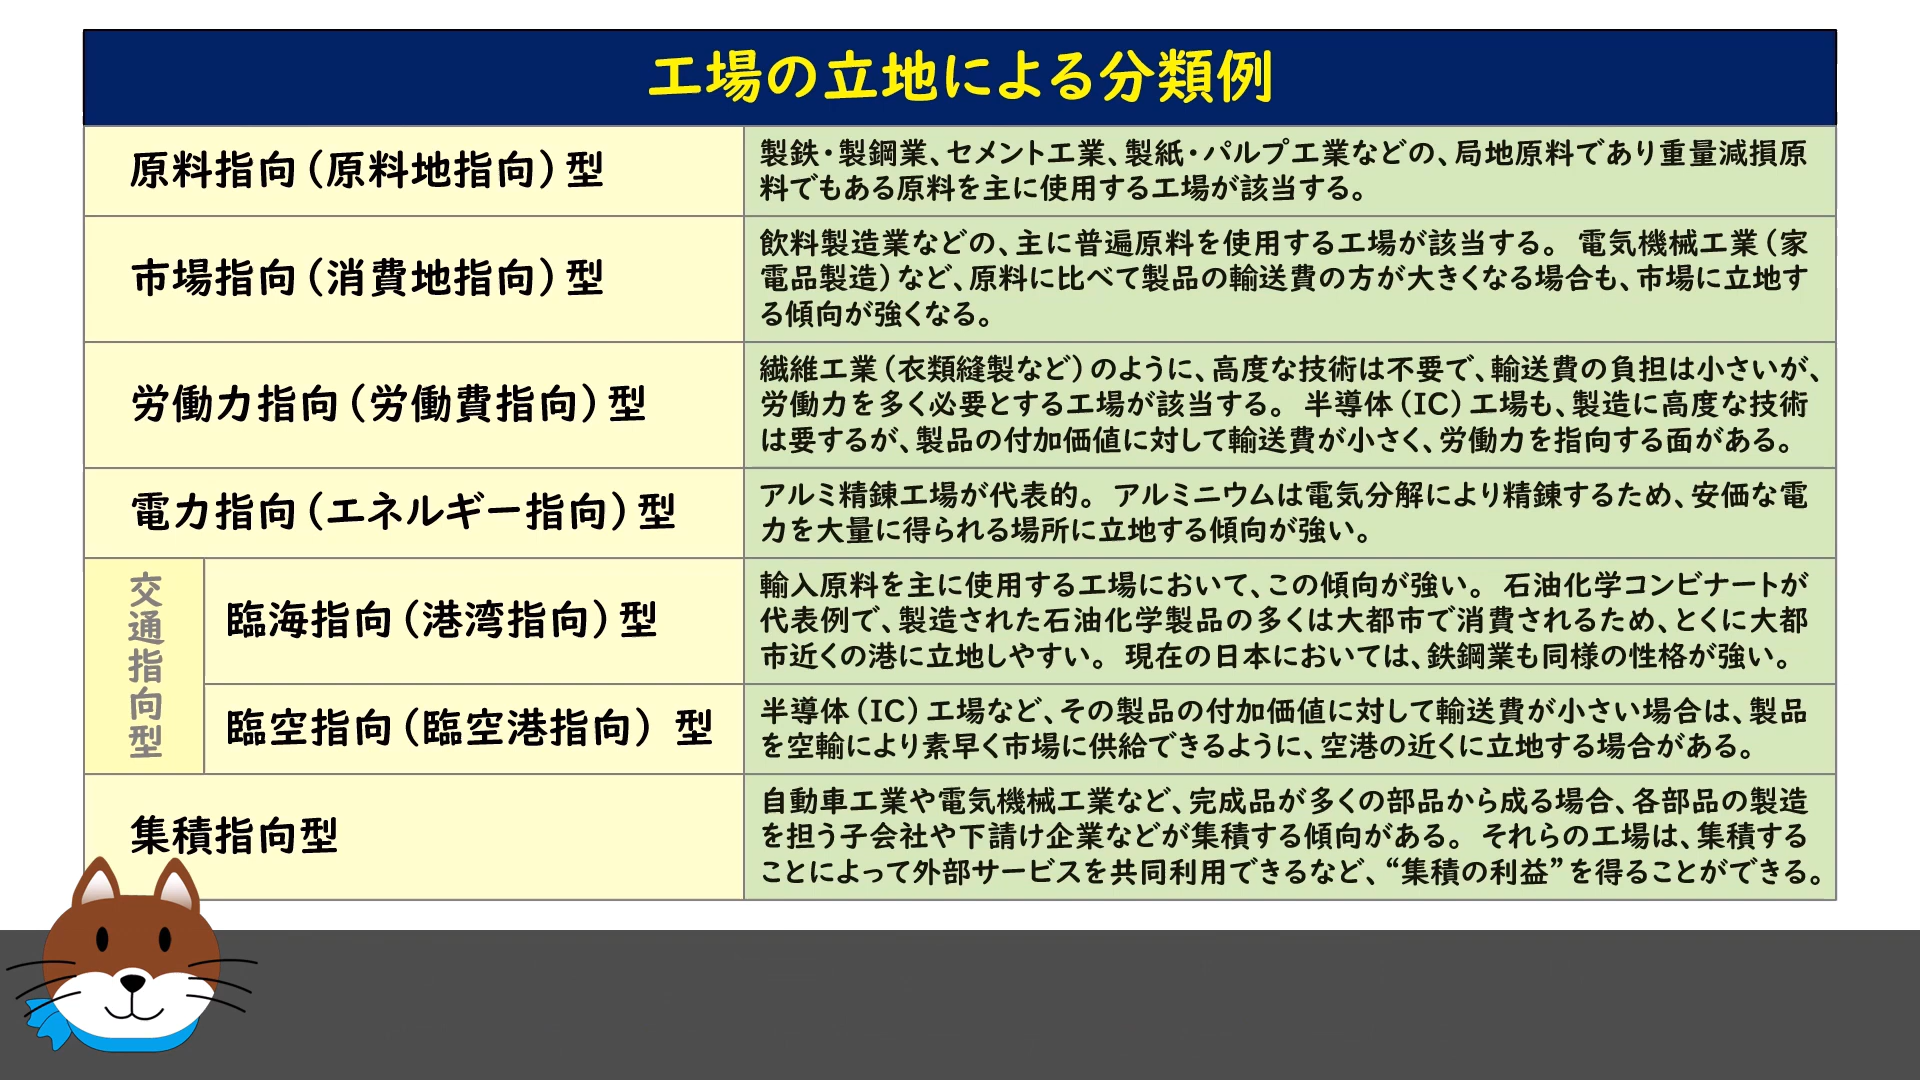 工場の立地による分類例
原料指向（原料地指向）型
製鉄・製鋼業、セメント工業、製紙・パルプ工業などの、局地原料であり重量減損原
料でもある原料を主に使用する工場が該当する。
市場指向（消費地指向）型
飲料製造業などの、主に普遍原料を使用する工場が該当する。 電気機械工業（家
電品製造）など、原料に比べて製品の輸送費の方が大きくなる場合も、市場に立地す
る傾向が強くなる。
労働力指向（労働費指向）型
繊維工業（衣類縫製など）のように、高度な技術は不要で、輸送費の負担は小さいが、
労働力を多く必要とする工場が該当する。 半導体（IC）工場も、製造に高度な技術
は要するが、製品の付加価値に対して輸送費が小さく、労働力を指向する面がある。
電力指向（エネルギー指向）型
アルミ精錬工場が代表的。 アルミニウムは電気分解により精錬するため、安価な電
力を大量に得られる場所に立地する傾向が強い。
交通指向型
臨海指向（港湾指向）型
輸入原料を主に使用する工場において、この傾向が強い。 石油化学コンビナートが
代表例で、製造された石油化学製品の多くは大都市で消費されるため、とくに大都
市近くの港に立地しやすい。 現在の日本においては、鉄鋼業も同様の性格が強い。
臨空指向（臨空港指向） 型
半導体（IC）工場など、その製品の付加価値に対して輸送費が小さい場合は、製品
を空輸により素早く市場に供給できるように、空港の近くに立地する場合がある。
集積指向型
自動車工業や電気機械工業など、完成品が多くの部品から成る場合、各部品の製造
を担う子会社や下請け企業などが集積する傾向がある。 それらの工場は、集積する
ことによって外部サービスを共同利用できるなど、“集積の利益”を得ることができる。